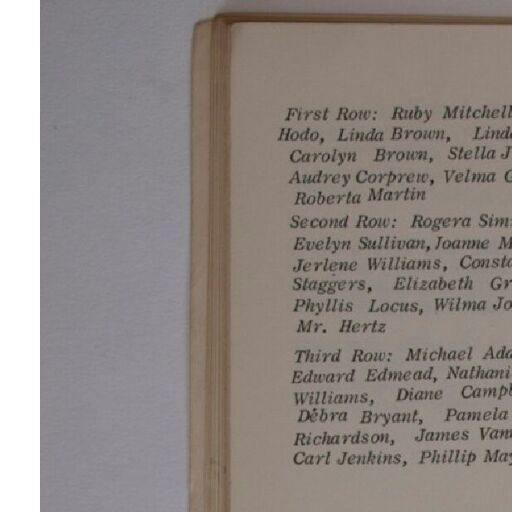 First Row: Ruby Mitchell
Hodo, Linda Brown,
Carolyn Brown, Stella
Audrey Corprew, Velma
Roberta Martin
Second Row: Rogera
Evelyn Sullivan, Joanne
Jerlene Williams,
Staggers, Elizabeth
Phyllis Locus, Wilma
Mr. Hertz
Third Row: Michael
Edward Edmead,
Williams, Diane
Debra Bryant, Pamela
Richardson, James
Carl Jenkins, Phillip